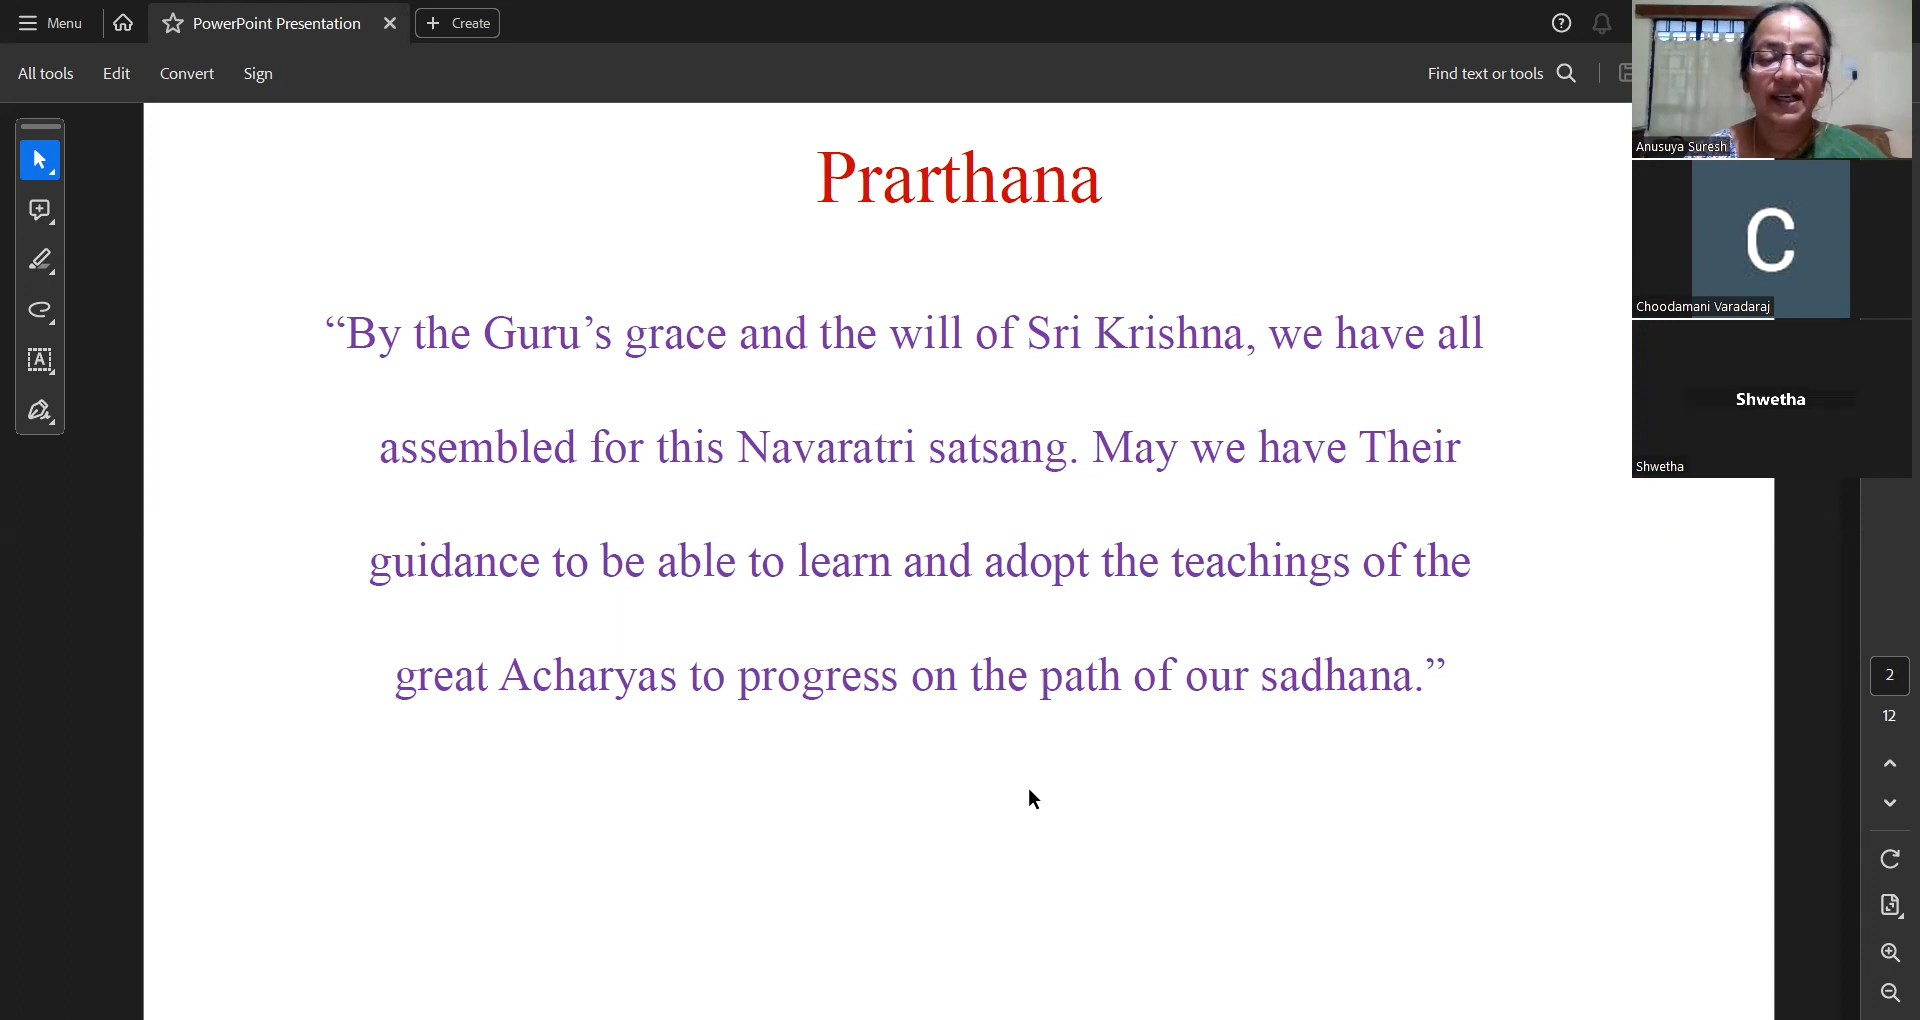 Menu
PowerPoint Presentation
Create
All tools
Edit
Convert
Sign
Find text or tools
Prarthana
“By the Guru’s grace and the will of Sri Krishna, we have all
assembled for this Navaratri satsang. May we have Their
guidance to be able to learn and adopt the teachings of the
great Acharyas to progress on the path of our sadhana.”
Anusuya Suresh
C
Choodamani Varadaraj
Shwetha
Shwetha
2
12